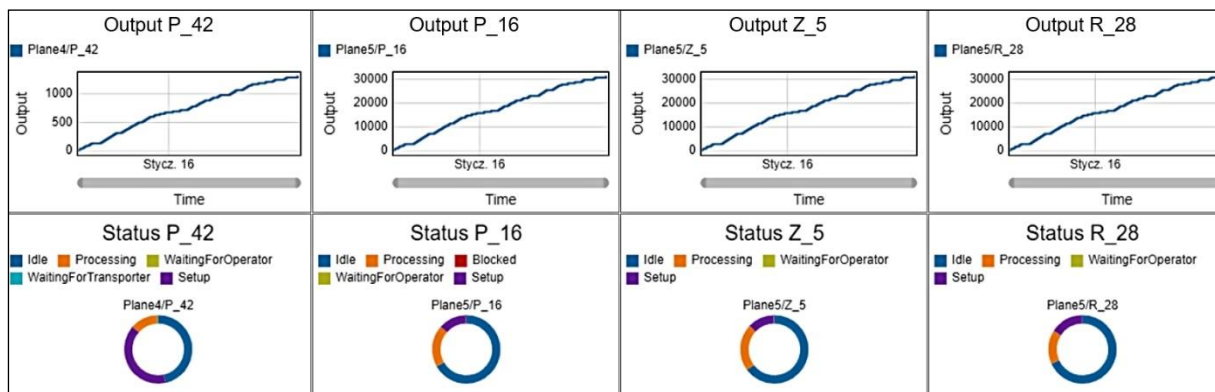 Output P_42
Plane4/P_42
Output
1000
500
0
Stycz. 16
Time
Output P_16
Plane5/P_16
Output
30000
20000
10000
0
Stycz. 16
Time
Output Z_5
Plane5/Z_5
Output
30000
20000
10000
0
Stycz. 16
Time
Output R_28
Plane5/R_28
Output
30000
20000
10000
0
Stycz. 16
Time
Status P_42
Idle Processing WaitingForOperator
WaitingForTransporter Setup
Plane4/P_42
Status P_16
Idle Processing Blocked
WaitingForOperator Setup
Plane5/P_16
Status Z_5
Idle Processing WaitingForOperator
Setup
Plane5/Z_5
Status R_28
Idle Processing WaitingForOperator
Setup
Plane5/R_28